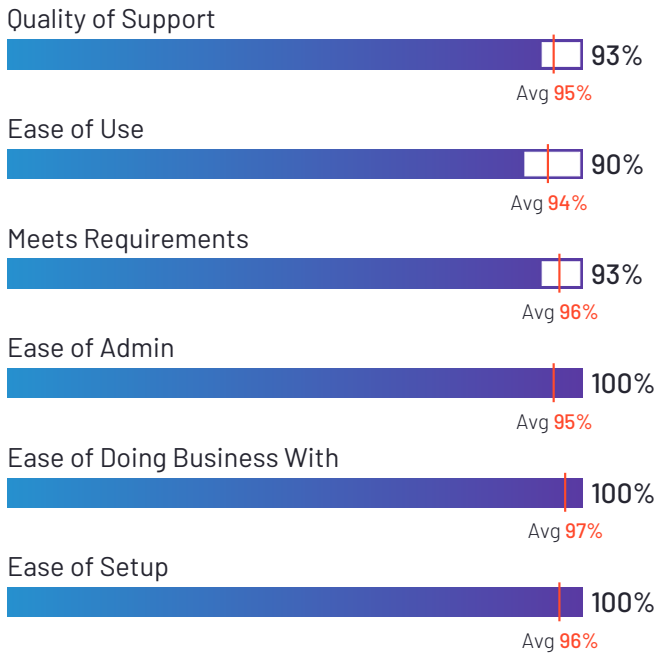 Quality of Support
93%
Avg 95%
Ease of Use
90%
Avg 94%
Meets Requirements
93%
Avg 96%
Ease of Admin
100%
Avg 95%
Ease of Doing Business With
100%
Avg 97%
Ease of Setup
100%
Avg 96%